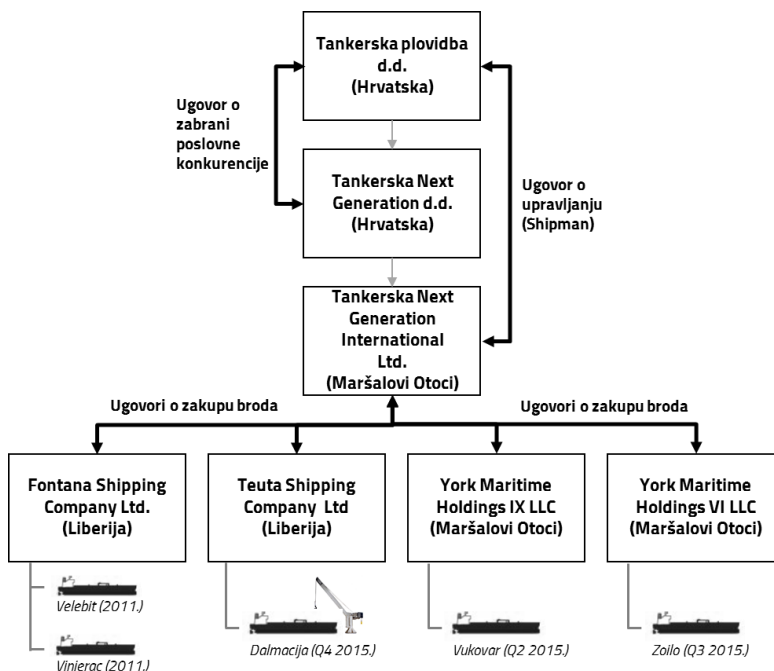 Tankerska plovidba
d.d.
(Hrvatska)
Ugovor o
zabrani
poslovne
konkurencije
Tankerska Next
Generation d.d.
(Hrvatska)
Ugovor o
upravljanju
(Shipman)
Tankerska Next
Generation
International
Ltd.
(Maršalovi Otoci)
Ugovori o zakupu broda
Ugovori o zakupu broda
Fontana Shipping
Company Ltd.
(Liberija)
Teuta Shipping
Company Ltd
(Liberija)
York Maritime
Holdings IX LLC
(Maršalovi Otoci)
York Maritime
Holdings VI LLC
(Maršalovi Otoci)
Velebit (2011.)
Vinjerac (2011.)
Dalmacija (Q4 2015.)
Vukovar (Q2 2015.)
Zoilo (Q3 2015.)